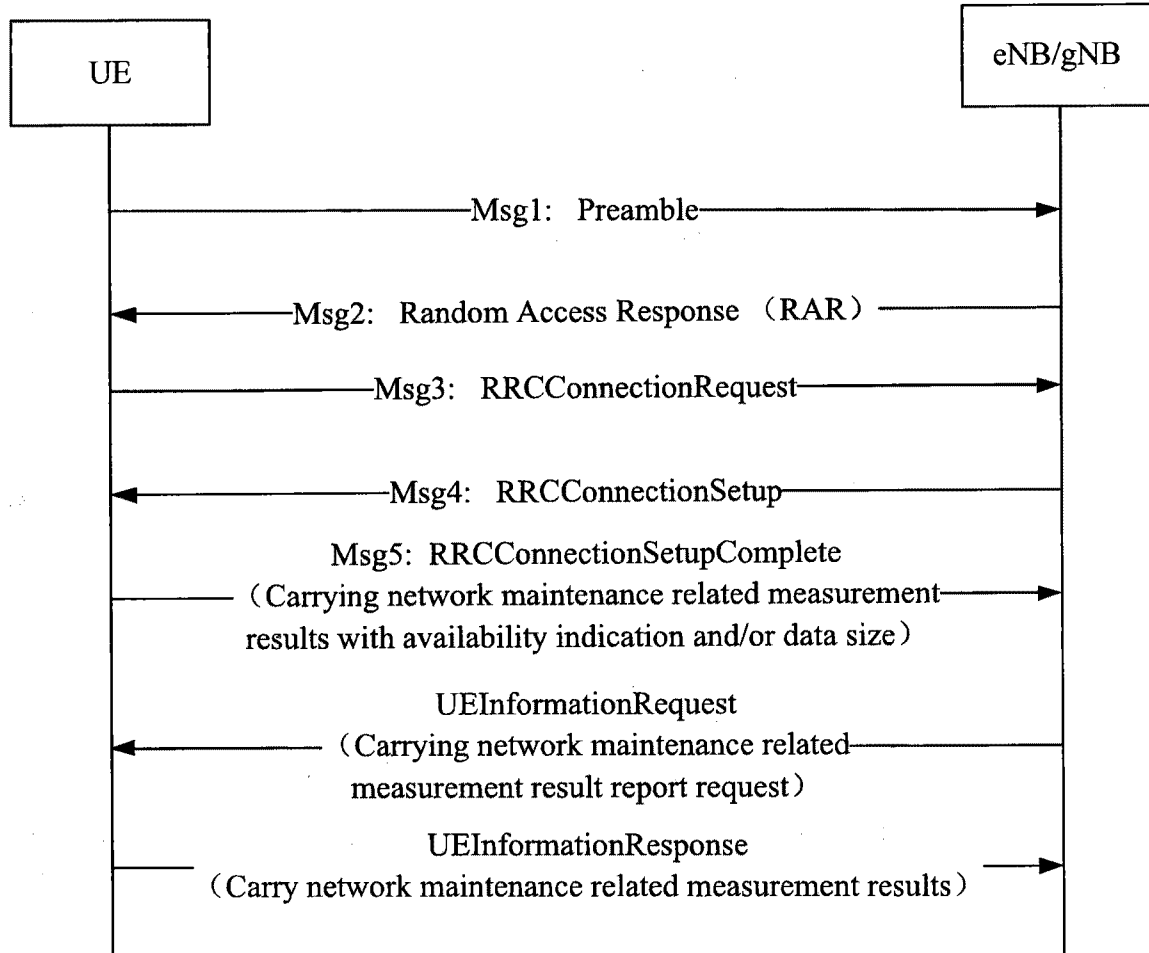 UE
eNB/gNB
Msg1: Preamble
Msg2: Random Access Response （RAR）
Msg3: RRCConnectionRequest
Msg4: RRCConnectionSetup
Msg5: RRCConnectionSetupComplete
（Carrying network maintenance related measurement
results with availability indication and/or data size）
UEInformationRequest
（Carrying network maintenance related
measurement result report request）
UEInformationResponse
（Carry network maintenance related measurement results）